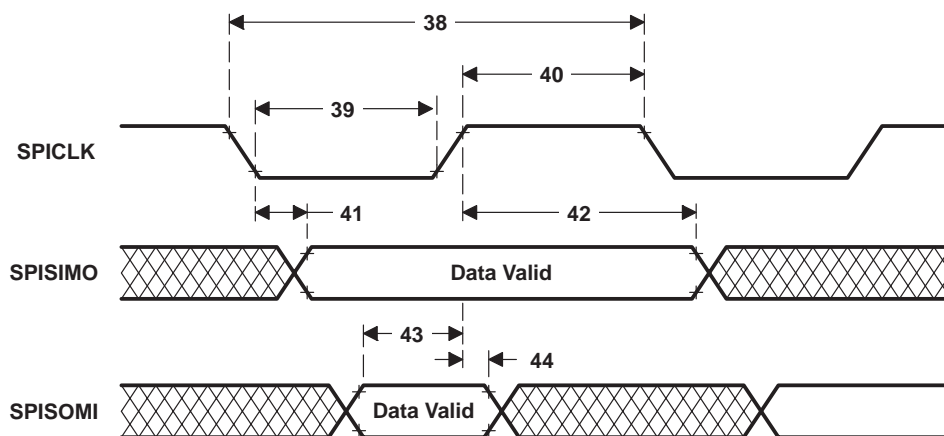 38
40
39
SPICLK
41
42
SPISIMO
Data Valid
43
44
SPISOMI
Data Valid